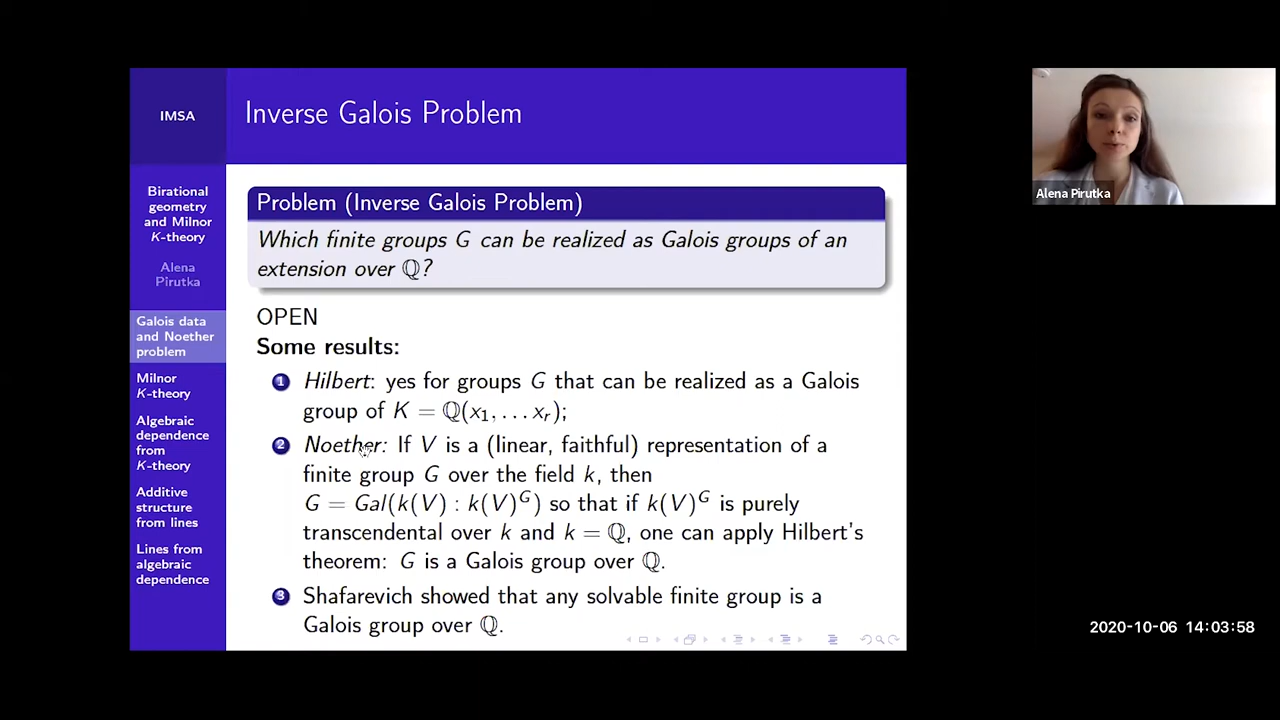 IMSA
Inverse Galois Problem
Birational
geometry
and Milnor
K-theory
Alena
Pirutka
Galois data
and Noether
problem
Milnor
K-theory
Algebraic
dependence
from
K-theory
Additive
structure
from lines
Lines from
algebraic
dependence
Problem (Inverse Galois Problem)
Which finite groups G can be realized as Galois groups of an
extension over ℚ?
OPEN
Some results:
1 Hilbert: yes for groups G that can be realized as a Galois
group of K = ℚ(x₁, … xᵣ);
2 Noether: If V is a (linear, faithful) representation of a
finite group G over the field k, then
G = Gal(k(V) : k(V)^G) so that if k(V)^G is purely
transcendental over k and k = ℚ, one can apply Hilbert's
theorem: G is a Galois group over ℚ.
3 Shafarevich showed that any solvable finite group is a
Galois group over ℚ.
Alena Pirutka
2020-10-06 14:03:58